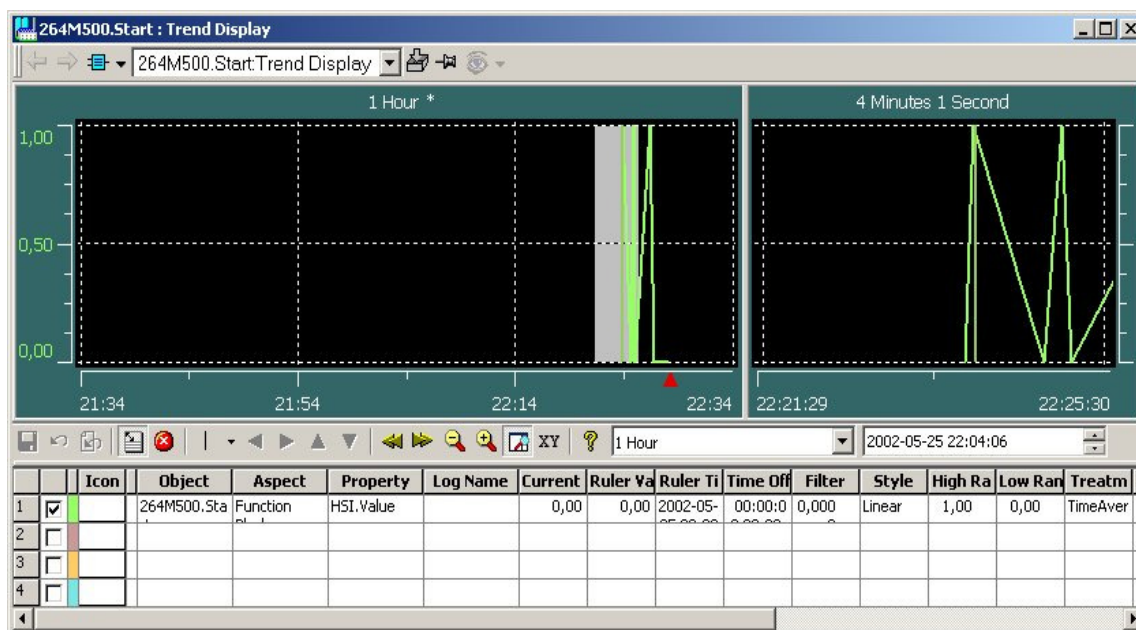 264M500.Start : Trend Display
264M500.Start:Trend Display
1 Hour *
4 Minutes 1 Second
1,00
0,50
0,00
21:34 21:54 22:14 22:34 22:21:29 22:25:30
XY 1 Hour 2002-05-25 22:04:06
Icon Object Aspect Property Log Name Current Ruler Va Ruler Ti Time Off Filter Style High Ra Low Ran Treatm
1 264M500.Sta Function HSI.Value 0,00 0,00 2002-05- 00:00:0 0,000 Linear 1,00 0,00 TimeAver
2
3
4